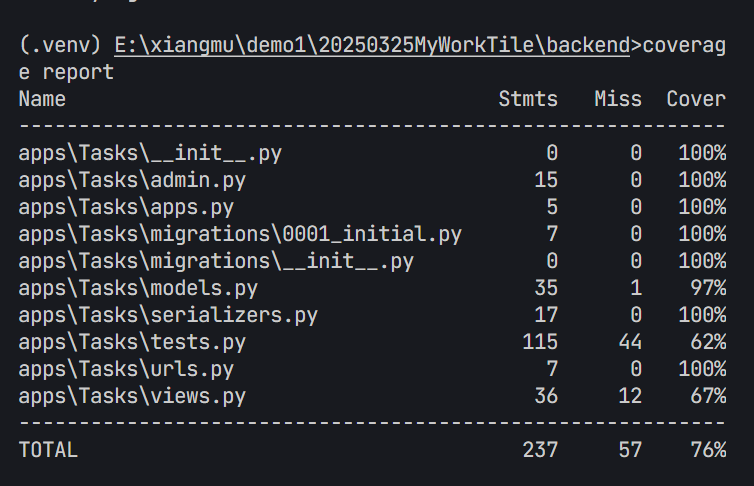 (.venv) E:\xiangmu\demo1\20250325MyWorkTile\backend>coverag
e report
Name                                   Stmts   Miss  Cover
----------------------------------------------------------
apps\Tasks\__init__.py                     0      0   100%
apps\Tasks\admin.py                       15      0   100%
apps\Tasks\apps.py                         5      0   100%
apps\Tasks\migrations\0001_initial.py      7      0   100%
apps\Tasks\migrations\__init__.py          0      0   100%
apps\Tasks\models.py                      35      1    97%
apps\Tasks\serializers.py                 17      0   100%
apps\Tasks\tests.py                      115     44    62%
apps\Tasks\urls.py                         7      0   100%
apps\Tasks\views.py                       36     12    67%
----------------------------------------------------------
TOTAL                                    237     57    76%